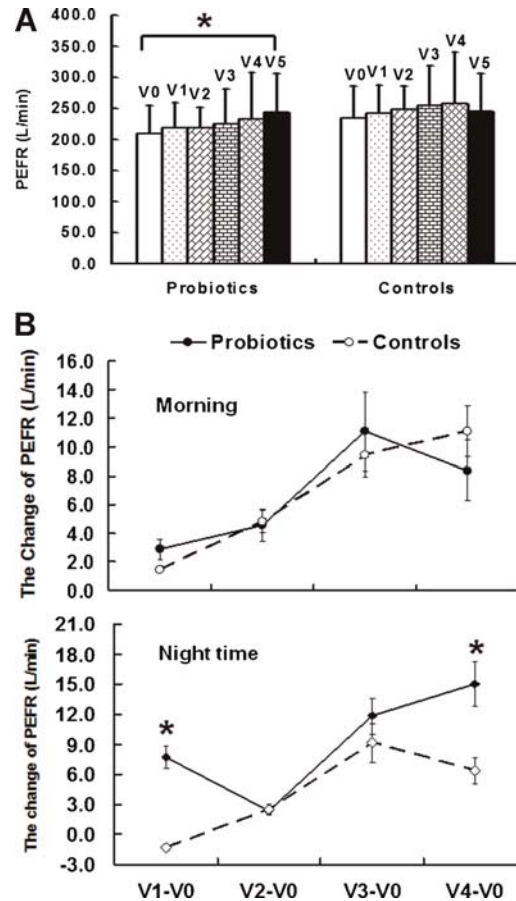 A
PEFR (L/min)
400.0
350.0
300.0
250.0
200.0
150.0
100.0
50.0
0.0
*
V0 V1 V2 V3 V4 V5
V0 V1 V2 V3 V4 V5
Probiotics Controls
B
Probiotics Controls
The Change of PEFR (L/min)
16.0
14.0
12.0
10.0
8.0
6.0
4.0
2.0
0.0
Morning
The change of PEFR (L/min)
21.0
18.0
15.0
12.0
9.0
6.0
3.0
0.0
-3.0
Night time
* *
V1-V0 V2-V0 V3-V0 V4-V0